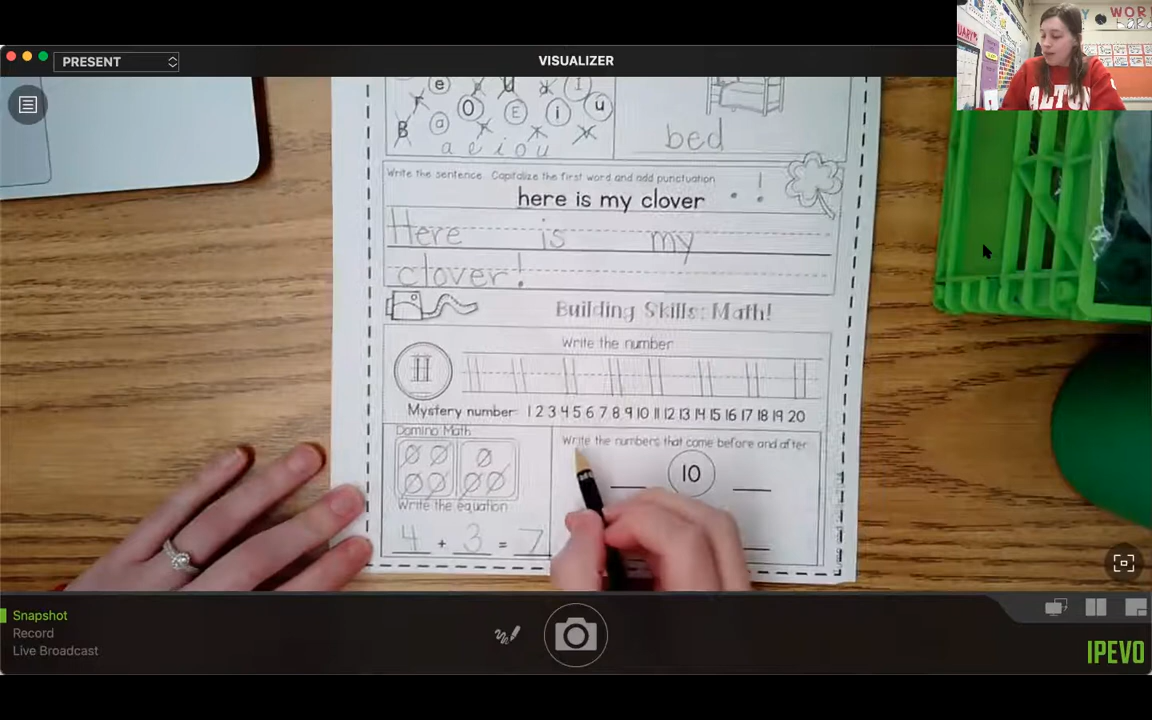 PRESENT
VISUALIZER
e
O E i u
B a
a e i o u
bed
Write the sentence. Capitalize the first word and add punctuation.
here is my clover . !
Here is my
clover!
Building Skills: Math!
Write the number
11
Mystery number: 1 2 3 4 5 6 7 8 9 10 11 12 13 14 15 16 17 18 19 20
Domino Math
Write the numbers that come before and after
10
Write the equation
4 + 3 = 7
ALTON
Snapshot
Record
Live Broadcast
IPEVO